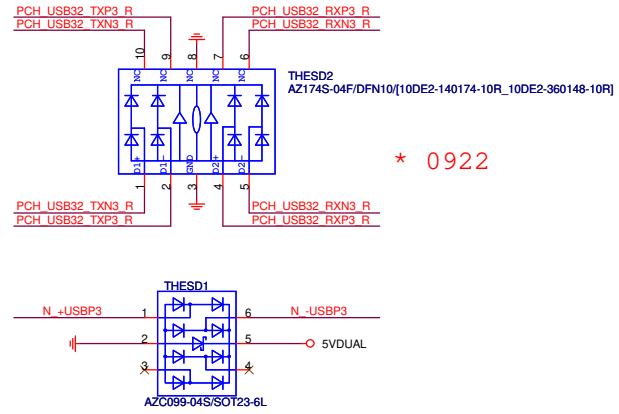 PCH_USB32_TXP3_R PCH_USB32_RXP3_R
PCH_USB32_TXN3_R PCH_USB32_RXN3_R
10 9 8 7 6
NC NC NC NC NC
THESD2
AZ174S-04F/DFN10/[10DE2-140174-10R_10DE2-360148-10R]
* 0922
D1+ D1- GND D2+ D2-
1 2 3 4 5
PCH_USB32_TXN3_R PCH_USB32_RXN3_R
PCH_USB32_TXP3_R PCH_USB32_RXP3_R
THESD1
N_+USBP3 1 6 N_-USBP3
2 5 5VDUAL
3 4
AZC099-04S/SOT23-6L